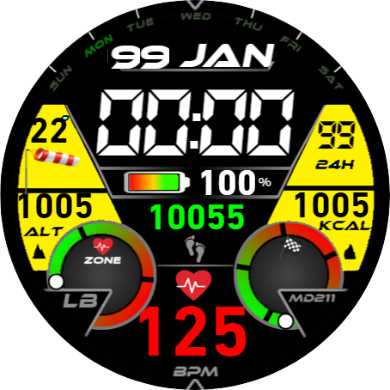 SUN MON TUE WED THU FRI SAT
99 JAN
00:00
22°
99
24H
100%
1005
ALT
10055
1005
KCAL
ZONE
LB
MD211
125
BPM